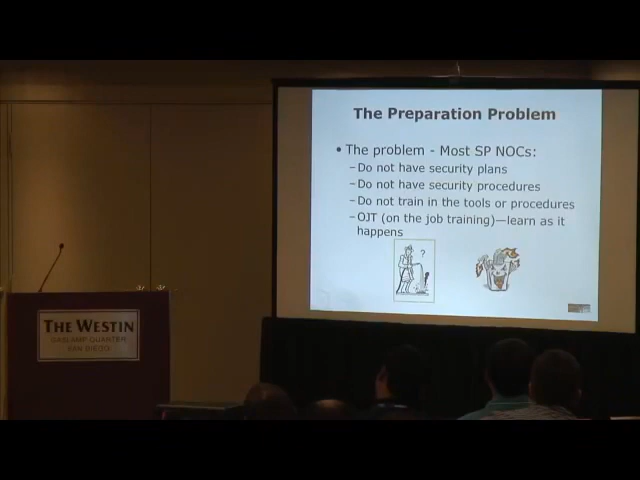 The Preparation Problem
• The problem - Most SP NOCs:
–Do not have security plans
–Do not have security procedures
–Do not train in the tools or procedures
–OJT (on the job training)—learn as it
happens
?
THE WESTIN
GASLAMP QUARTER
SAN DIEGO